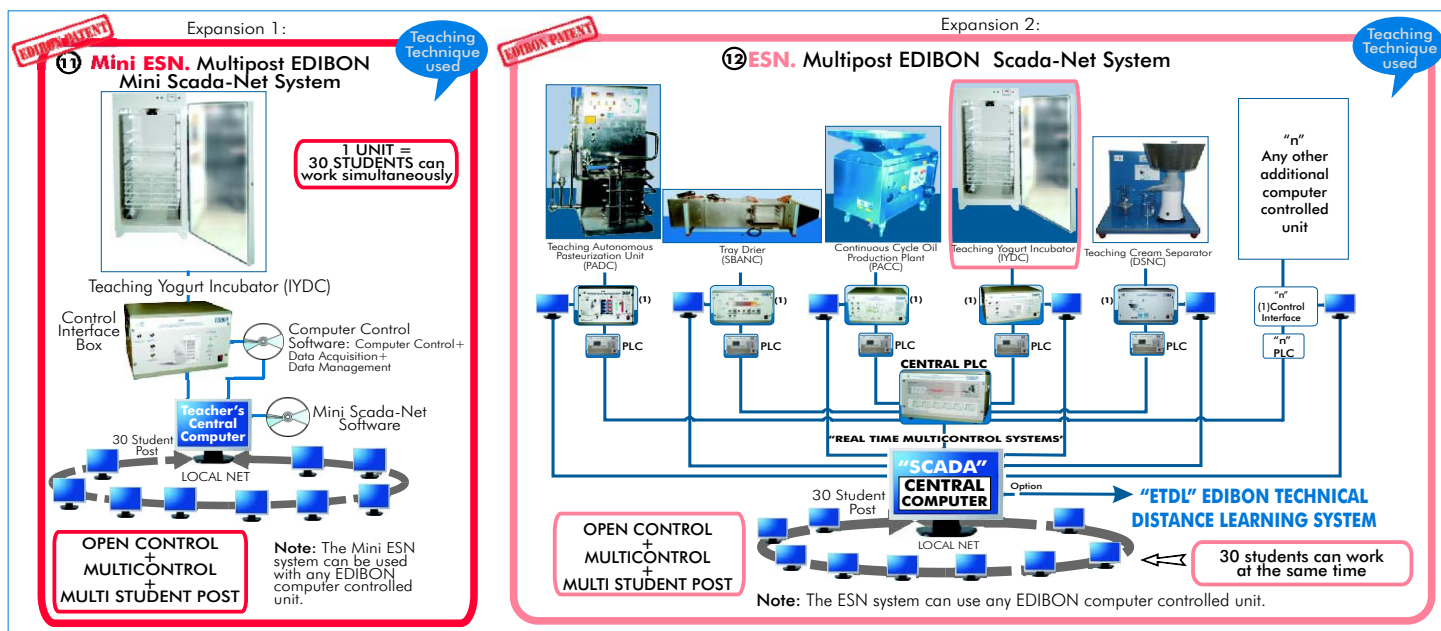 Expansion 1:
EDIBON PATENT
Teaching
Technique
used
11 Mini ESN. Multipost EDIBON
Mini Scada-Net System
1 UNIT =
30 STUDENTS can
work simultaneously
Teaching Yogurt Incubator (IYDC)
Control
Interface
Box
Computer Control
Software: Computer Control+
Data Acquisition+
Data Management
Teacher's
Central
Computer
Mini Scada-Net
Software
30 Student
Post
LOCAL NET
OPEN CONTROL
+
MULTICONTROL
+
MULTI STUDENT POST
Note: The Mini ESN
system can be used
with any EDIBON
computer controlled
unit.
Expansion 2:
EDIBON PATENT
Teaching
Technique
used
12 ESN. Multipost EDIBON Scada-Net System
Teaching Autonomous
Pasteurization Unit
(PADC)
Tray Drier
(SBANC)
Continuous Cycle Oil
Production Plant
(PACC)
Teaching Yogurt Incubator
(IYDC)
Teaching Cream Separator
(DSNC)
"n"
Any other
additional
computer
controlled
unit
(1)
(1)
(1)
(1)
(1)
"n"
(1)Control
Interface
PLC
PLC
PLC
PLC
PLC
"n"
PLC
CENTRAL PLC
"REAL TIME MULTICONTROL SYSTEMS"
"SCADA"
CENTRAL
COMPUTER
Option
"ETDL" EDIBON TECHNICAL
DISTANCE LEARNING SYSTEM
30 Student
Post
LOCAL NET
OPEN CONTROL
+
MULTICONTROL
+
MULTI STUDENT POST
30 students can work
at the same time
Note: The ESN system can use any EDIBON computer controlled unit.